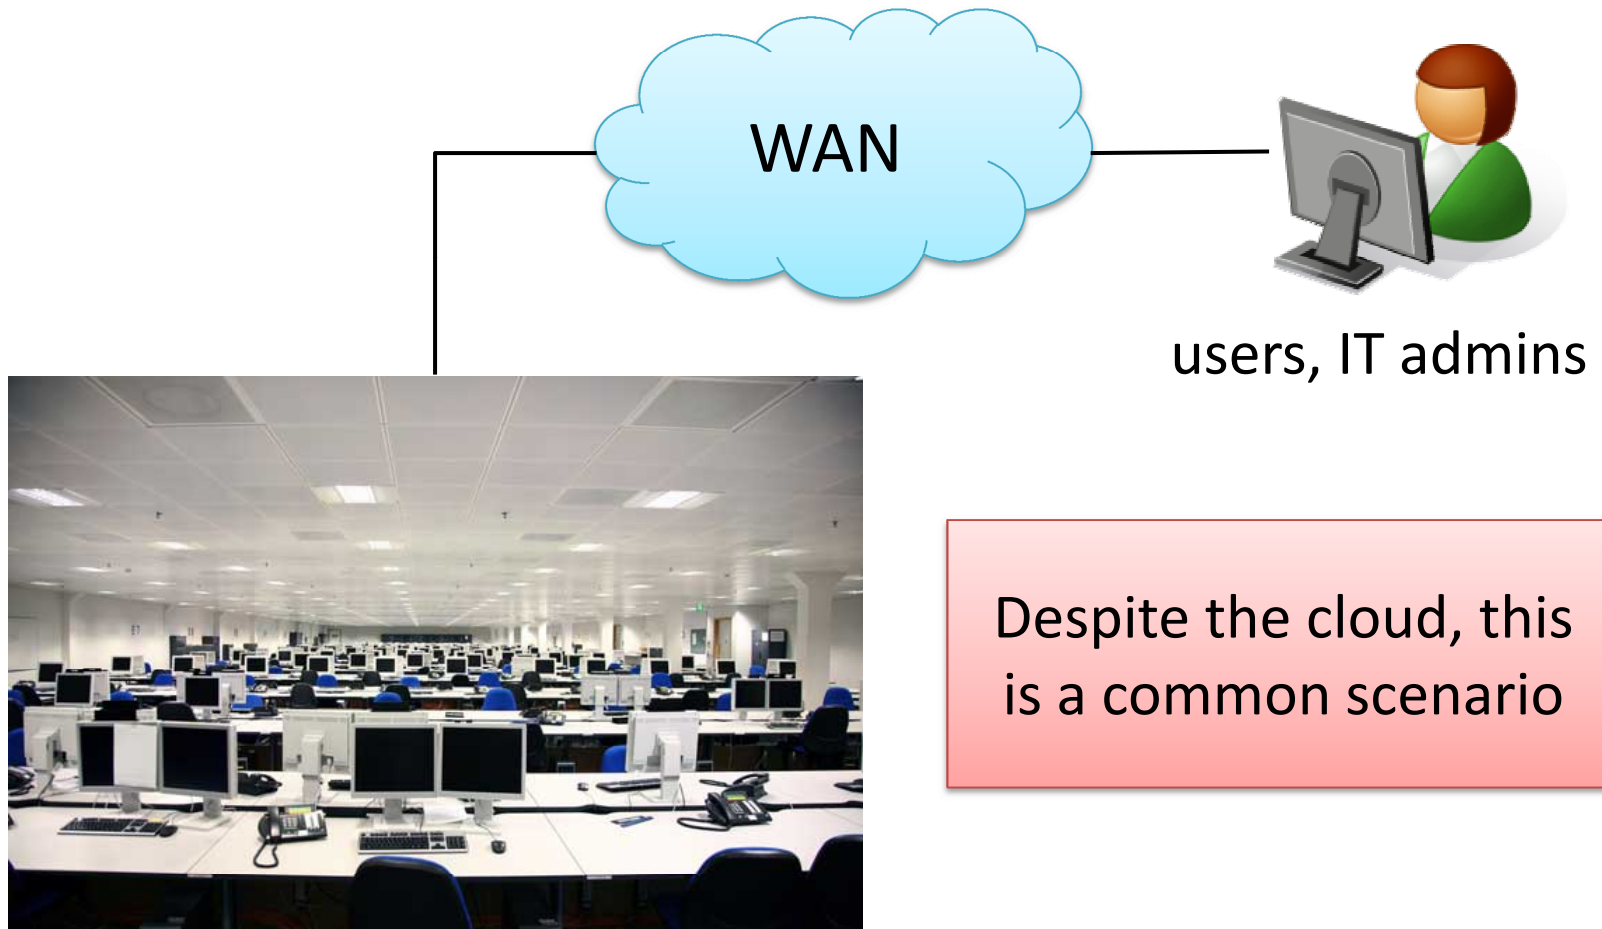 WAN
users, IT admins
Despite the cloud, this
is a common scenario